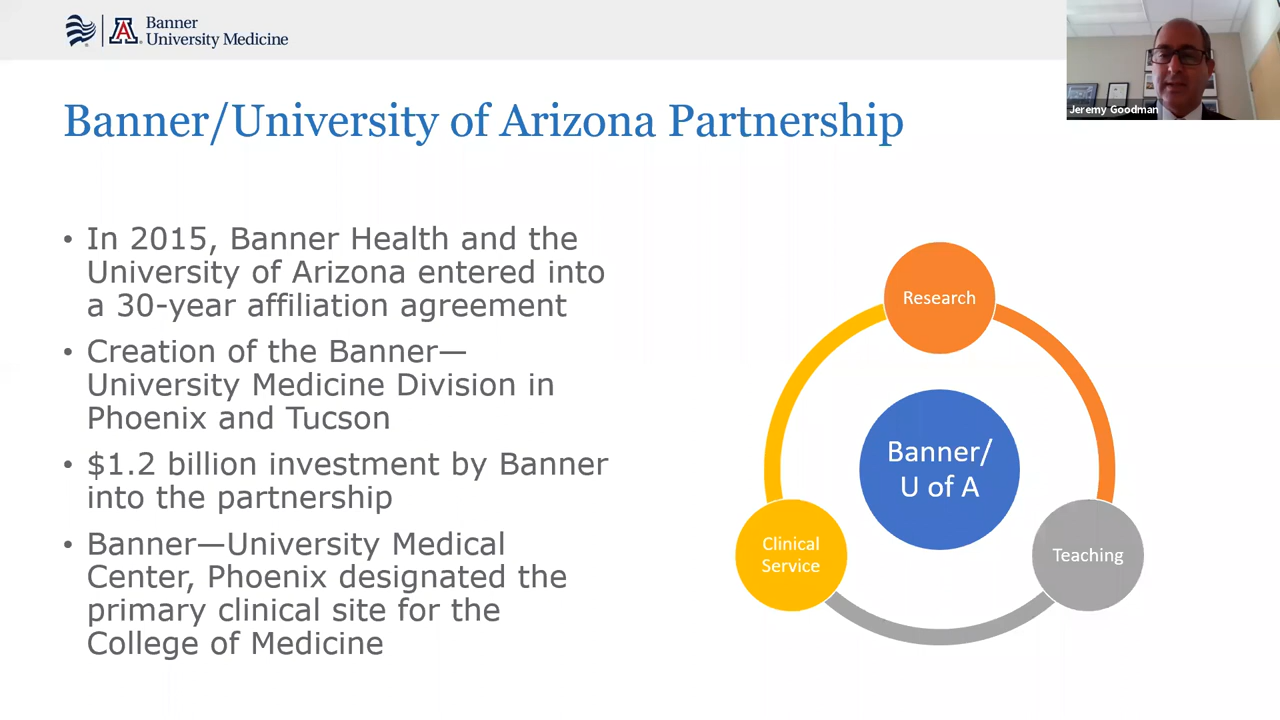 Banner
University Medicine
Jeremy Goodman
Banner/University of Arizona Partnership
• In 2015, Banner Health and the
University of Arizona entered into
a 30-year affiliation agreement
• Creation of the Banner—
University Medicine Division in
Phoenix and Tucson
• $1.2 billion investment by Banner
into the partnership
• Banner—University Medical
Center, Phoenix designated the
primary clinical site for the
College of Medicine
Research
Banner/
U of A
Clinical
Service
Teaching